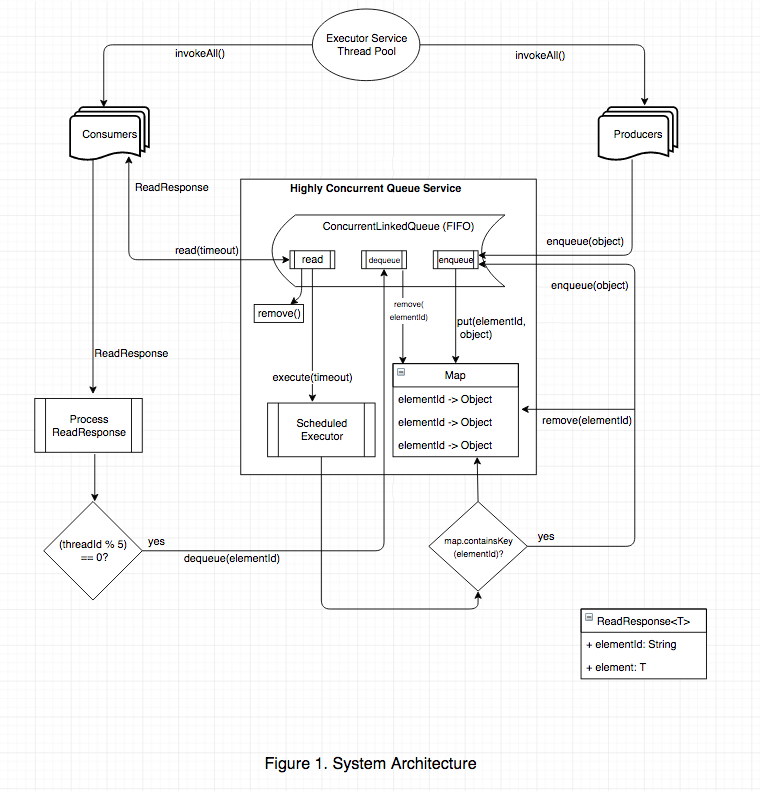 Executor Service
Thread Pool
invokeAll()
invokeAll()
Consumers
Producers
ReadResponse
Highly Concurrent Queue Service
ConcurrentLinkedQueue (FIFO)
read(timeout)
read
dequeue
enqueue
enqueue(object)
enqueue(object)
remove()
remove(
elementId)
put(elementId,
object)
ReadResponse
execute(timeout)
Map
elementId -> Object
elementId -> Object
elementId -> Object
Process
ReadResponse
Scheduled
Executor
remove(elementId)
(threadId % 5)
== 0?
yes
dequeue(elementId)
map.containsKey
(elementId)?
yes
ReadResponse<T>
+ elementId: String
+ element: T
Figure 1. System Architecture